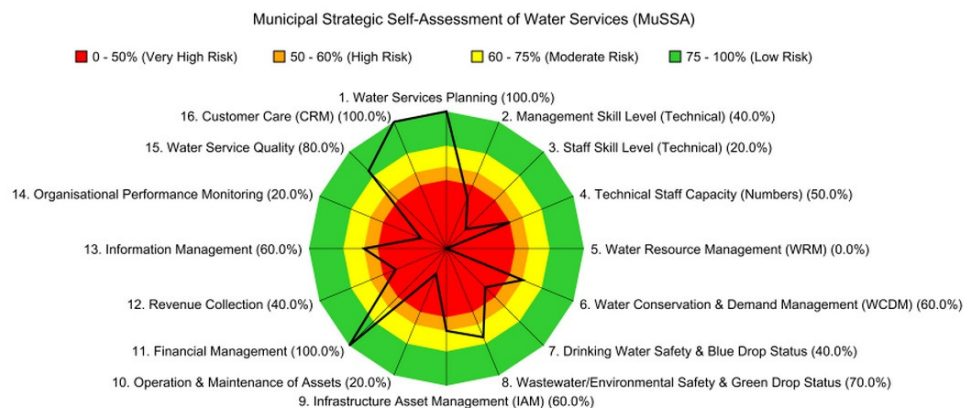 Municipal Strategic Self-Assessment of Water Services (MuSSA)
0 - 50% (Very High Risk)
50 - 60% (High Risk)
60 - 75% (Moderate Risk)
75 - 100% (Low Risk)
1. Water Services Planning (100.0%)
2. Management Skill Level (Technical) (40.0%)
3. Staff Skill Level (Technical) (20.0%)
4. Technical Staff Capacity (Numbers) (50.0%)
5. Water Resource Management (WRM) (0.0%)
6. Water Conservation & Demand Management (WCDM) (60.0%)
7. Drinking Water Safety & Blue Drop Status (40.0%)
8. Wastewater/Environmental Safety & Green Drop Status (70.0%)
9. Infrastructure Asset Management (IAM) (60.0%)
10. Operation & Maintenance of Assets (20.0%)
11. Financial Management (100.0%)
12. Revenue Collection (40.0%)
13. Information Management (60.0%)
14. Organisational Performance Monitoring (20.0%)
15. Water Service Quality (80.0%)
16. Customer Care (CRM) (100.0%)